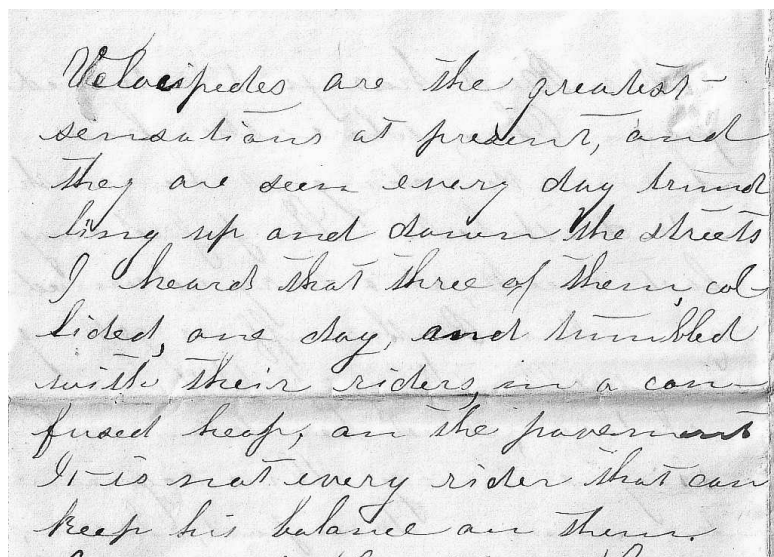 Velocipedes are the greatest
sensations at present, and
they are seen every day trund
ling up and down the streets
I heard that three of them, col-
lided, one day, and tumbled
with their riders, in a con-
fused heap, on the pavement
It is not every rider that can
keep his balance on them.